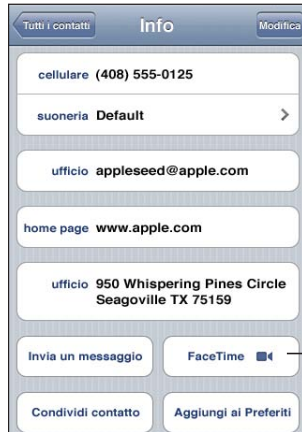 Tutti i contatti Info Modifica
cellulare (408) 555-0125
suoneria Default
ufficio appleseed@apple.com
home page www.apple.com
ufficio 950 Whispering Pines Circle
Seagoville TX 75159
Invia un messaggio FaceTime
Condividi contatto Aggiungi ai Preferiti